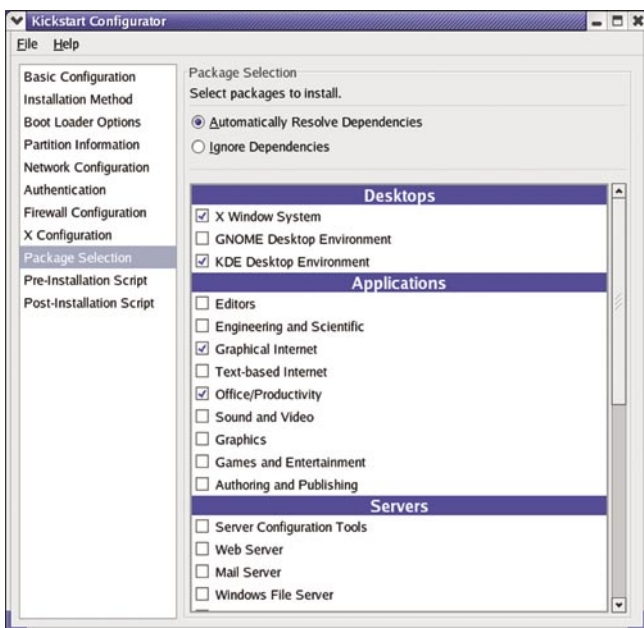 Kickstart Configurator
File Help
Basic Configuration
Installation Method
Boot Loader Options
Partition Information
Network Configuration
Authentication
Firewall Configuration
X Configuration
Package Selection
Pre-Installation Script
Post-Installation Script
Package Selection
Select packages to install.
Automatically Resolve Dependencies
Ignore Dependencies
Desktops
X Window System
GNOME Desktop Environment
KDE Desktop Environment
Applications
Editors
Engineering and Scientific
Graphical Internet
Text-based Internet
Office/Productivity
Sound and Video
Graphics
Games and Entertainment
Authoring and Publishing
Servers
Server Configuration Tools
Web Server
Mail Server
Windows File Server